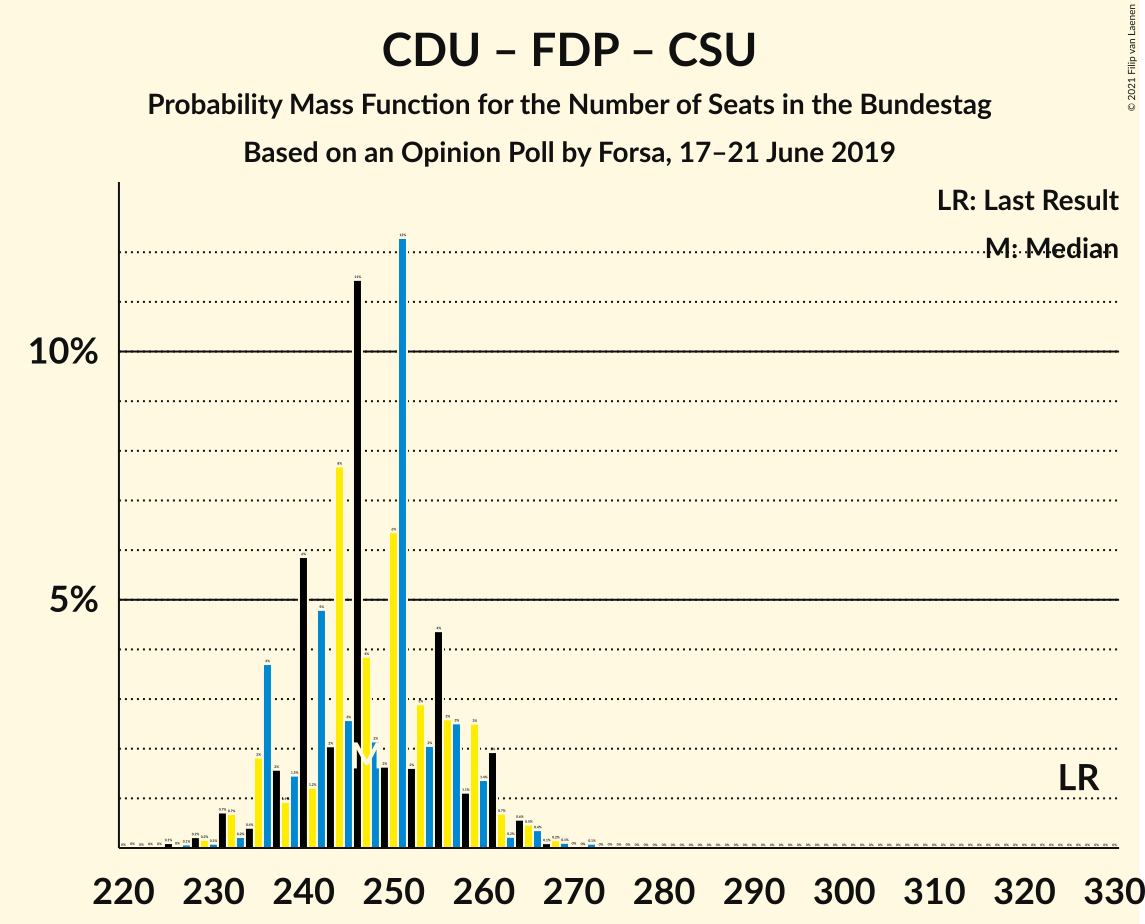 CDU – FDP – CSU
Probability Mass Function for the Number of Seats in the Bundestag
Based on an Opinion Poll by Forsa, 17–21 June 2019
© 2021 Filip van Laenen
LR: Last Result
M: Median
10%
5%
M
LR
220 230 240 250 260 270 280 290 300 310 320 330